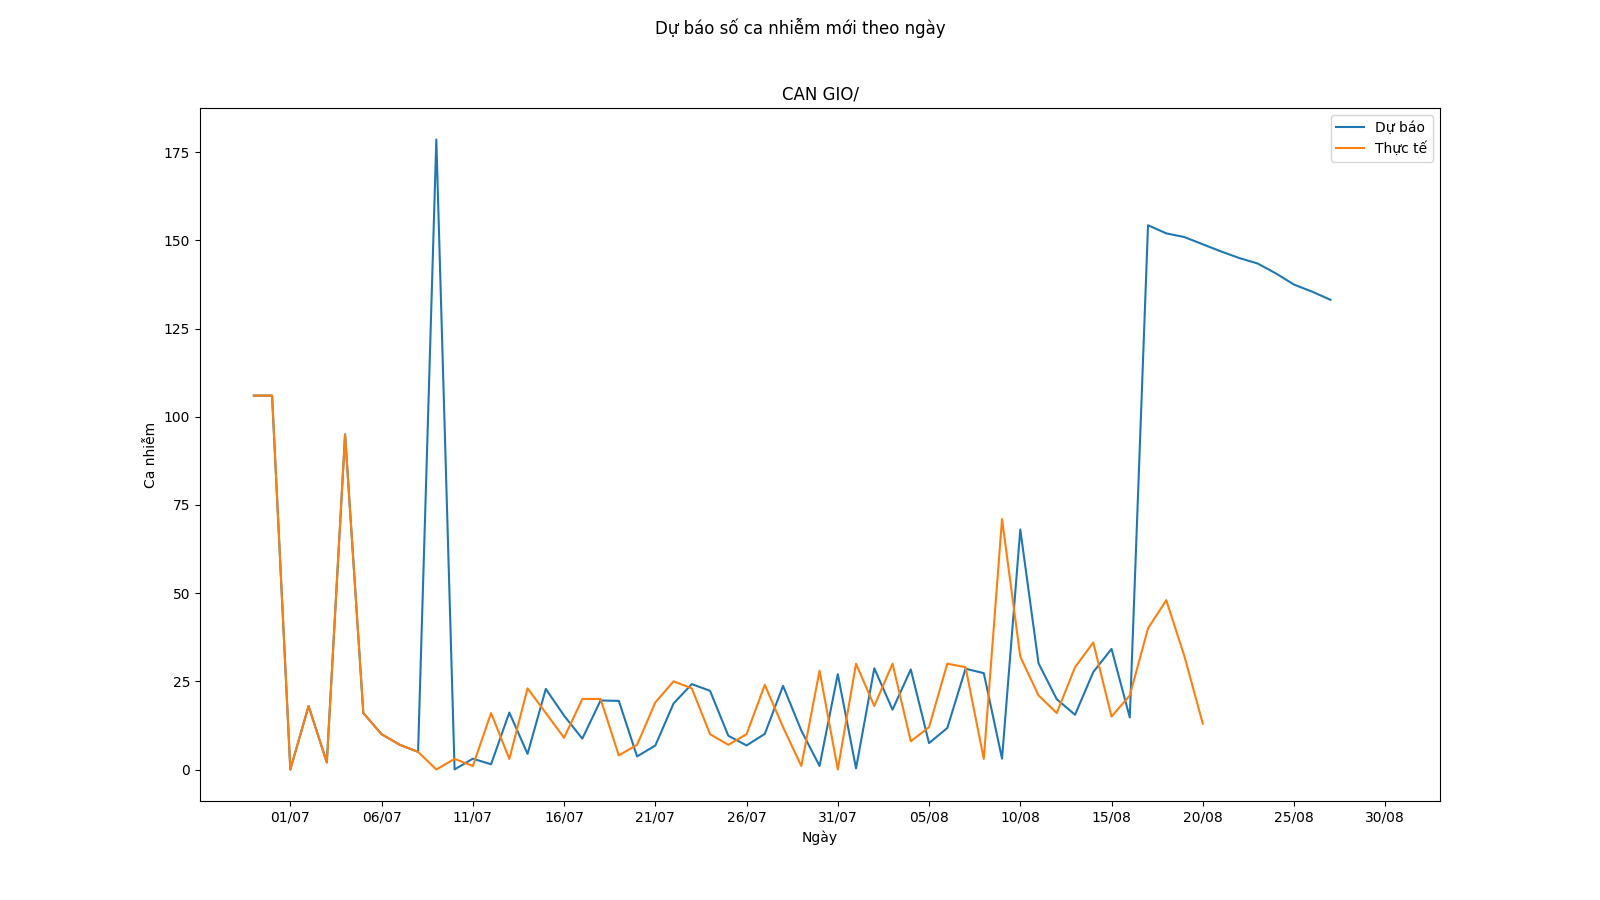 Dự báo số ca nhiễm mới theo ngày
CAN GIO/
Dự báo
Thực tế
175
150
125
100
75
50
25
0
Ca nhiễm
01/07 06/07 11/07 16/07 21/07 26/07 31/07 05/08 10/08 15/08 20/08 25/08 30/08
Ngày